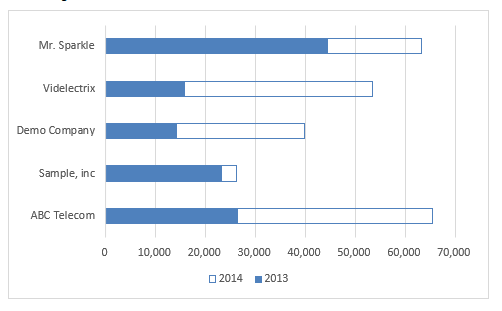 Mr. Sparkle
Videlectrix
Demo Company
Sample, inc
ABC Telecom
0 10,000 20,000 30,000 40,000 50,000 60,000 70,000
2014 2013